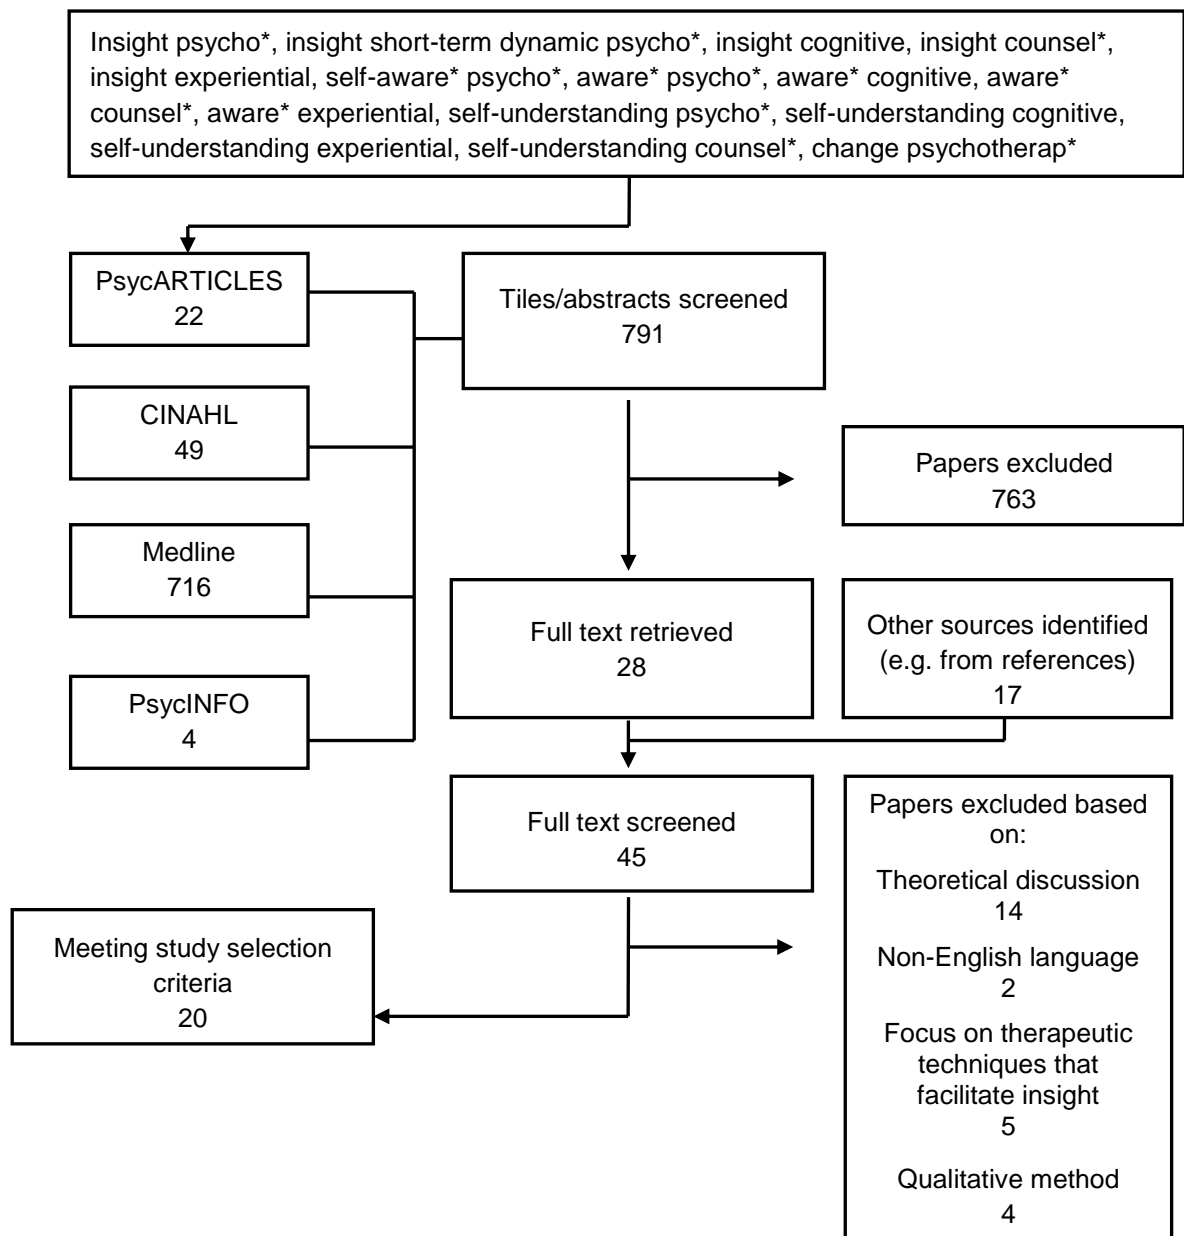 Insight psycho*, insight short-term dynamic psycho*, insight cognitive, insight counsel*,
insight experiential, self-aware* psycho*, aware* psycho*, aware* cognitive, aware*
counsel*, aware* experiential, self-understanding psycho*, self-understanding cognitive,
self-understanding experiential, self-understanding counsel*, change psychotherap*
PsycARTICLES
22
Tiles/abstracts screened
791
CINAHL
49
Papers excluded
763
Medline
716
Full text retrieved
28
Other sources identified
(e.g. from references)
17
PsycINFO
4
Full text screened
45
Papers excluded based
on:
Theoretical discussion
14
Non-English language
2
Focus on therapeutic
techniques that
facilitate insight
5
Qualitative method
4
Meeting study selection
criteria
20